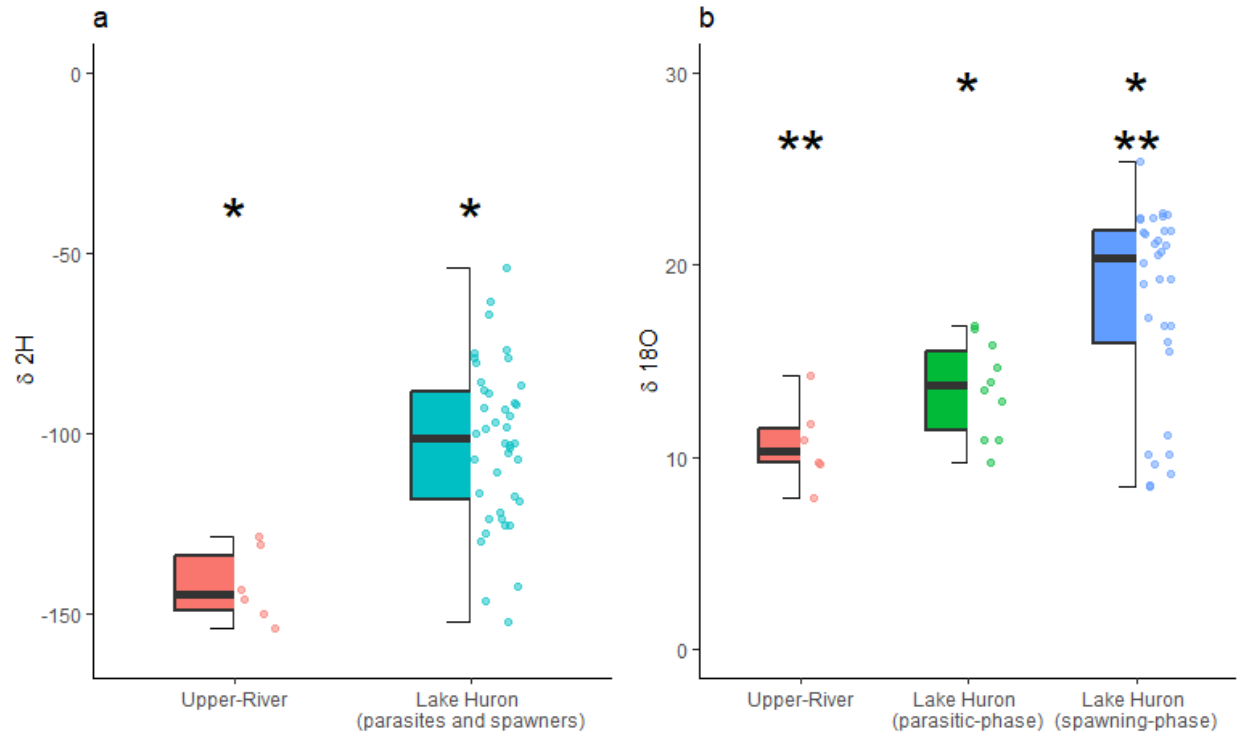 a
0
-50
-100
-150
δ 2H
*
*
Upper-River
Lake Huron
(parasites and spawners)
b
30
20
10
0
δ 18O
*
*
**
**
Upper-River
Lake Huron
(parasitic-phase)
Lake Huron
(spawning-phase)